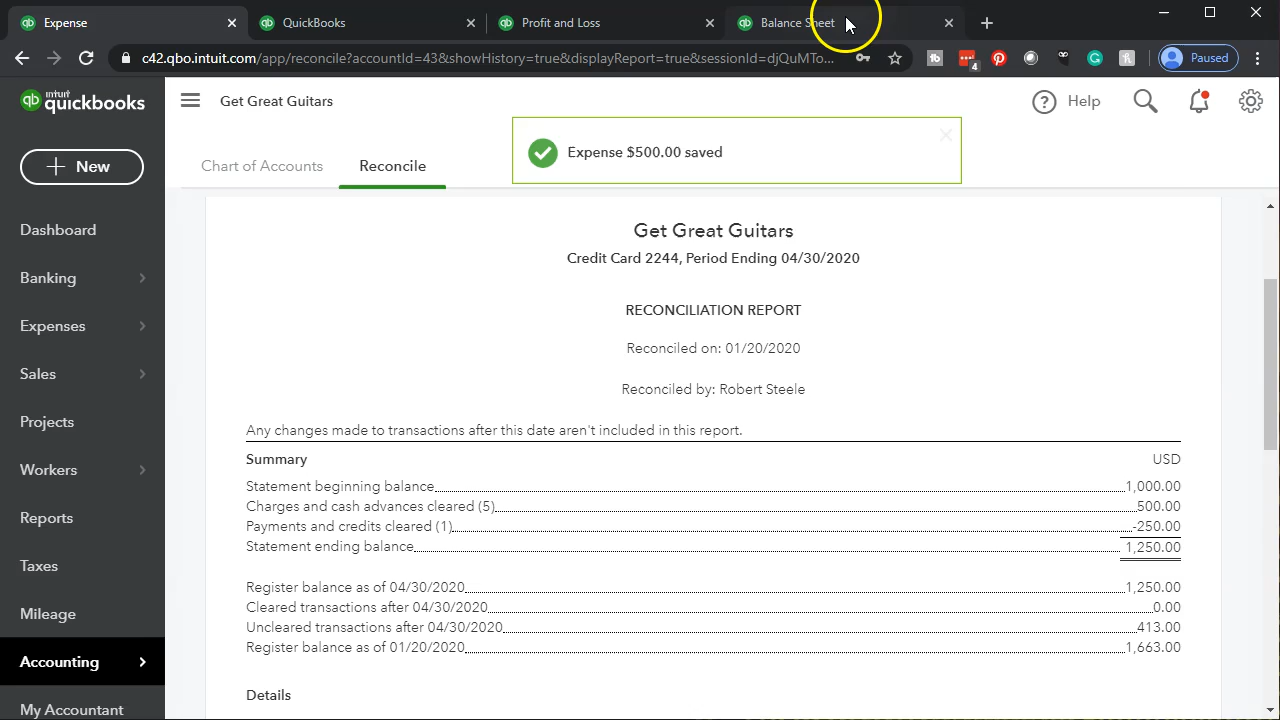 Expense
QuickBooks
Profit and Loss
Balance Sheet
c42.qbo.intuit.com/app/reconcile?accountId=43&showHistory=true&displayReport=true&sessionId=djQuMTo...
4
Paused
intuit
quickbooks
Get Great Guitars
Help
New
Chart of Accounts
Reconcile
Expense $500.00 saved
Dashboard
Banking
Expenses
Sales
Projects
Workers
Reports
Taxes
Mileage
Accounting
My Accountant
Get Great Guitars
Credit Card 2244, Period Ending 04/30/2020
RECONCILIATION REPORT
Reconciled on: 01/20/2020
Reconciled by: Robert Steele
Any changes made to transactions after this date aren't included in this report.
Summary USD
Statement beginning balance 1,000.00
Charges and cash advances cleared (5) 500.00
Payments and credits cleared (1) -250.00
Statement ending balance 1,250.00
Register balance as of 04/30/2020 1,250.00
Cleared transactions after 04/30/2020 0.00
Uncleared transactions after 04/30/2020 413.00
Register balance as of 01/20/2020 1,663.00
Details